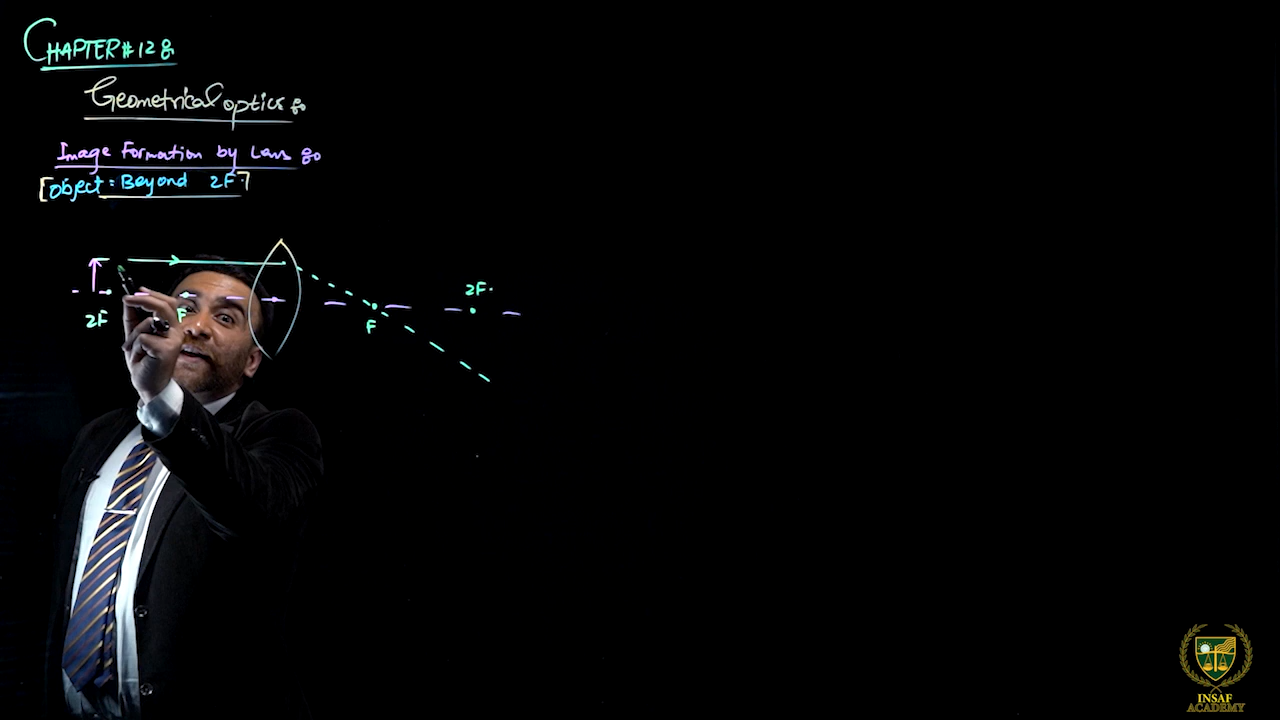 CHAPTER # 12 :
Geometrical optics :
Image Formation by Lens :
[object : Beyond 2F.]
2F.
2F
F
F
INSAF
ACADEMY